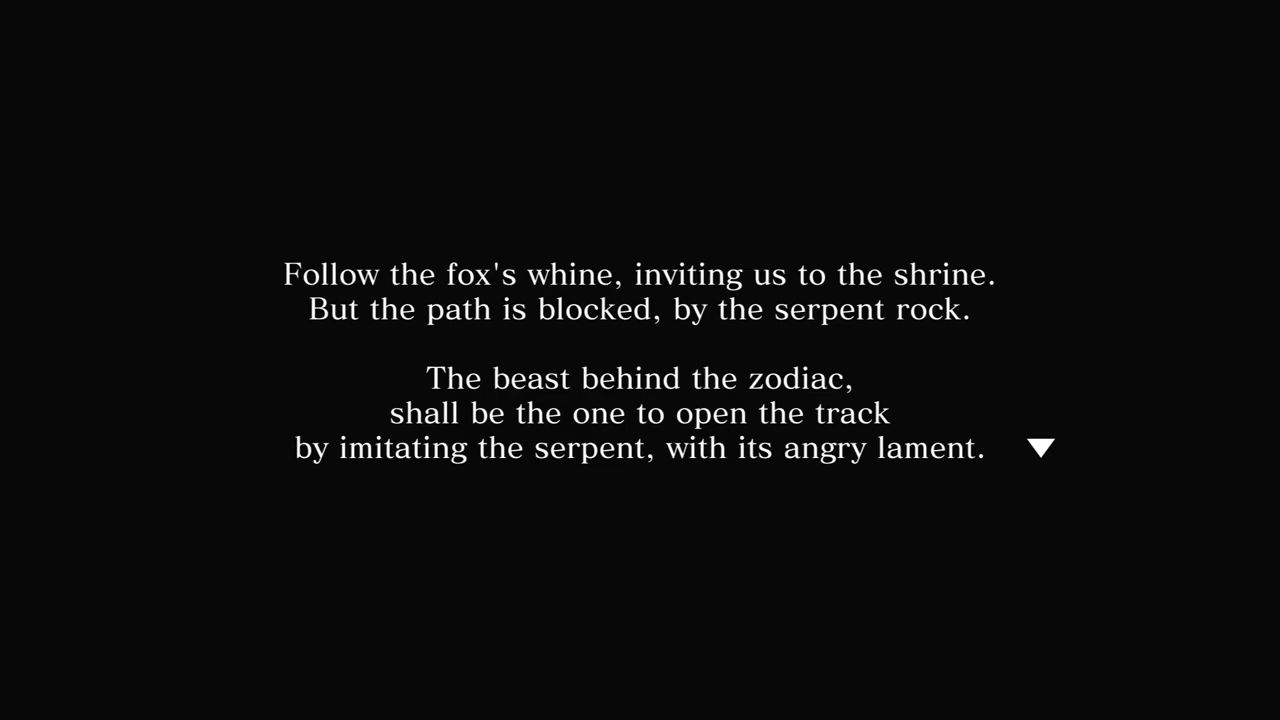 Follow the fox's whine, inviting us to the shrine.
But the path is blocked, by the serpent rock.
The beast behind the zodiac,
shall be the one to open the track
by imitating the serpent, with its angry lament.